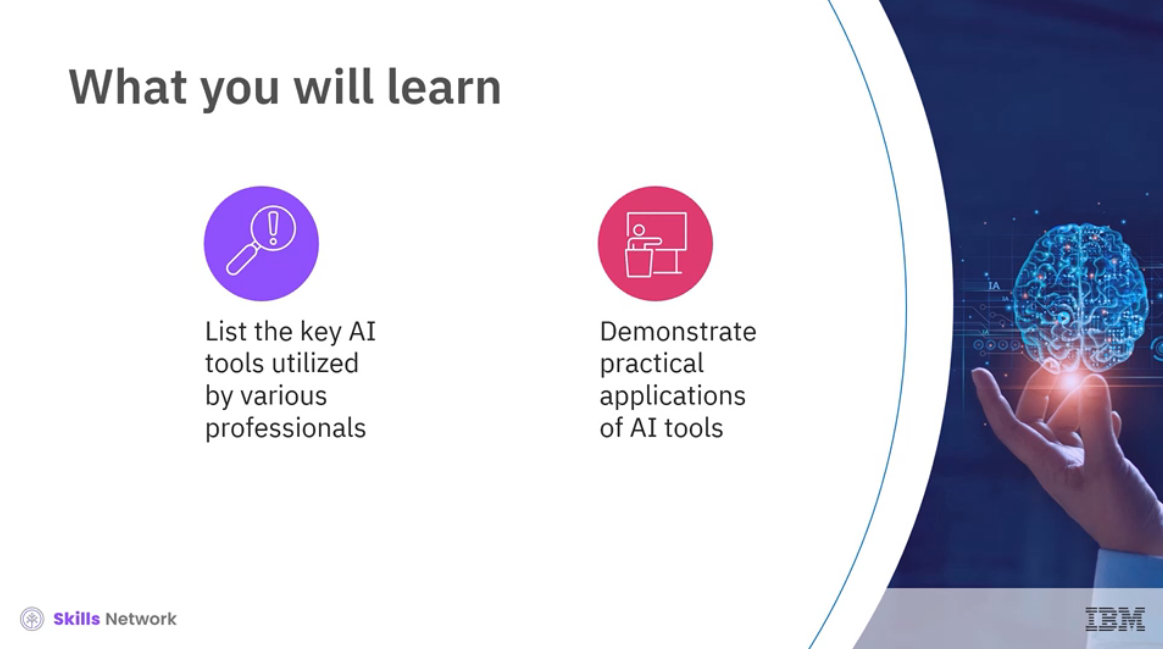 What you will learn
List the key AI
tools utilized
by various
professionals
Demonstrate
practical
applications
of AI tools
IA
Skills Network
IBM